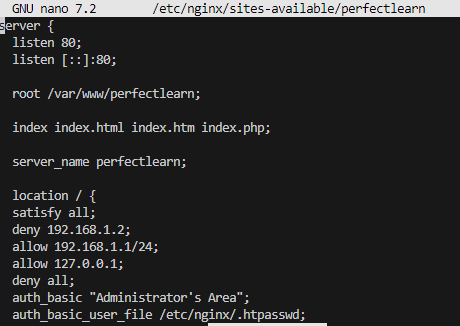 GNU nano 7.2 /etc/nginx/sites-available/perfectlearn
server {
listen 80;
listen [::]:80;
root /var/www/perfectlearn;
index index.html index.htm index.php;
server_name perfectlearn;
location / {
satisfy all;
deny 192.168.1.2;
allow 192.168.1.1/24;
allow 127.0.0.1;
deny all;
auth_basic "Administrator's Area";
auth_basic_user_file /etc/nginx/.htpasswd;